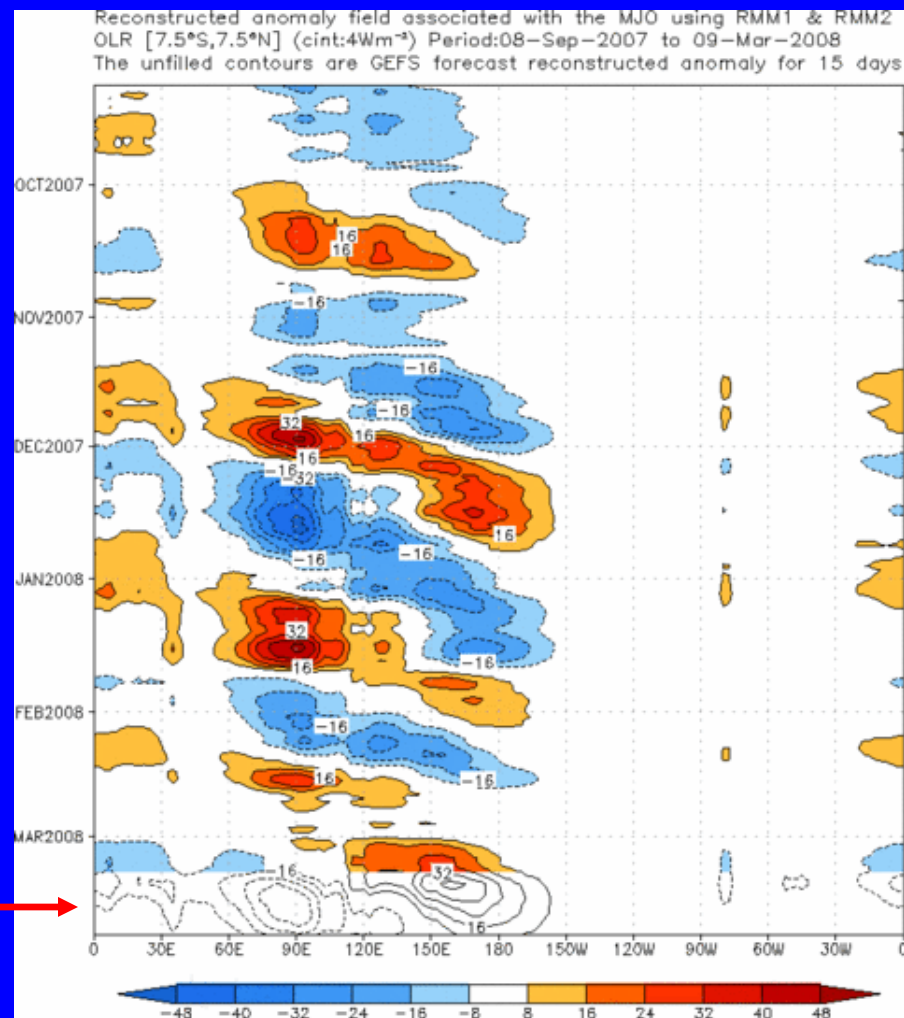 Reconstructed anomaly field associated with the MJO using RMM1 & RMM2
OLR [7.5°S,7.5°N] (cint:4Wm⁻²) Period:08-Sep-2007 to 09-Mar-2008
The unfilled contours are GEFS forecast reconstructed anomaly for 15 days
OCT2007
16
16
-16
NOV2007
-16
-16
32
16
DEC2007
16
-16
-32
16
-16
-16
JAN2008
32
-16
16
FEB2008
-16
16
-16
MAR2008
-16
32
16
0 30E 60E 90E 120E 150E 180 150W 120W 90W 60W 30W 0
-48 -40 -32 -24 -16 -8 8 16 24 32 40 48